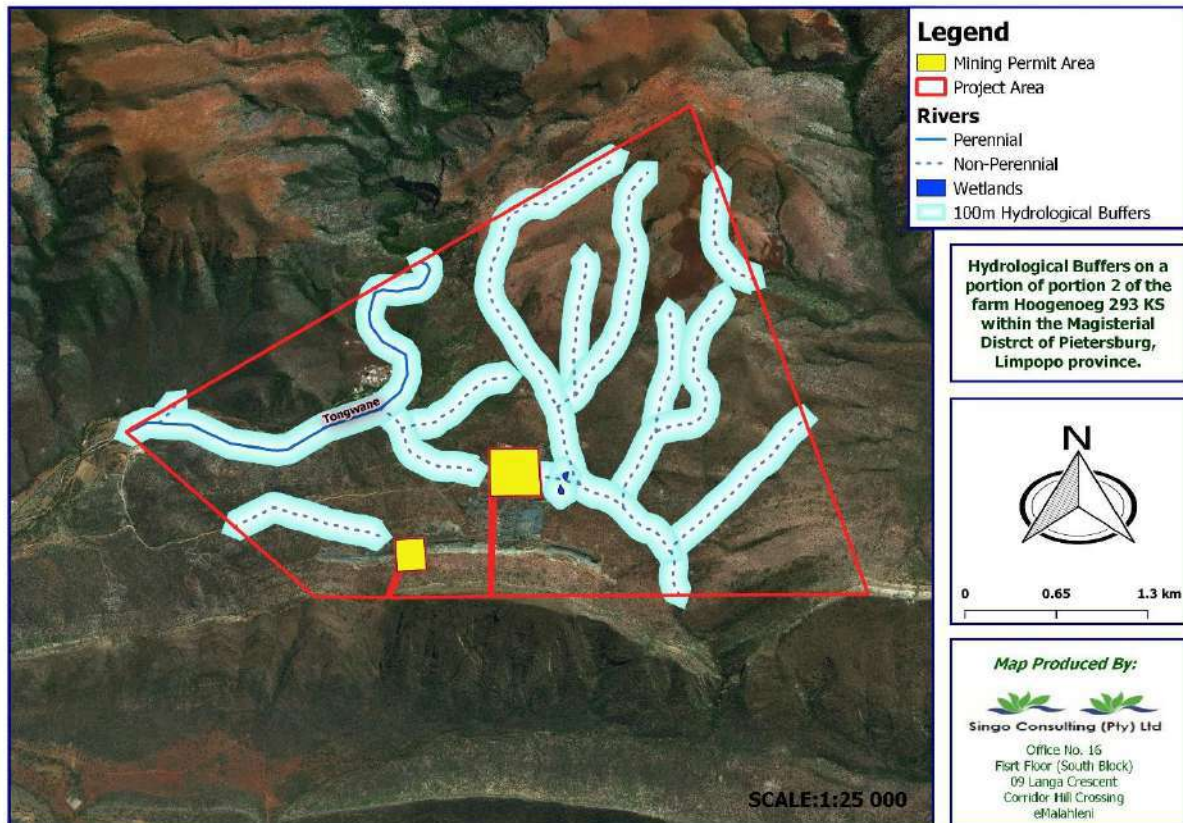 Legend
Mining Permit Area
Project Area
Rivers
Perennial
Non-Perennial
Wetlands
100m Hydrological Buffers
Hydrological Buffers on a
portion of portion 2 of the
farm Hoogenoeg 293 KS
within the Magisterial
Distrct of Pietersburg,
Limpopo province.
Tongwane
N
0 0.65 1.3 km
Map Produced By:
Singo Consulting (Pty) Ltd
Office No. 16
Fisrt Floor (South Block)
09 Langa Crescent
Corridor Hill Crossing
eMalahleni
SCALE:1:25 000